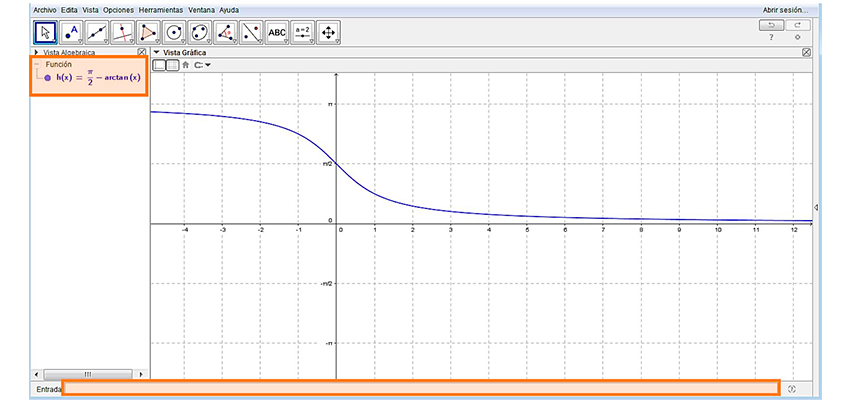 Archivo Edita Vista Opciones Herramientas Ventana Ayuda
Abrir sesión...
A
ABC
a=2
?
Vista Algebraica
Vista Gráfica
Función
h(x) = π/2 − arctan(x)
π
π/2
0
-4 -3 -2 -1 0 1 2 3 4 5 6 7 8 9 10 11 12
-π/2
-π
Entrada